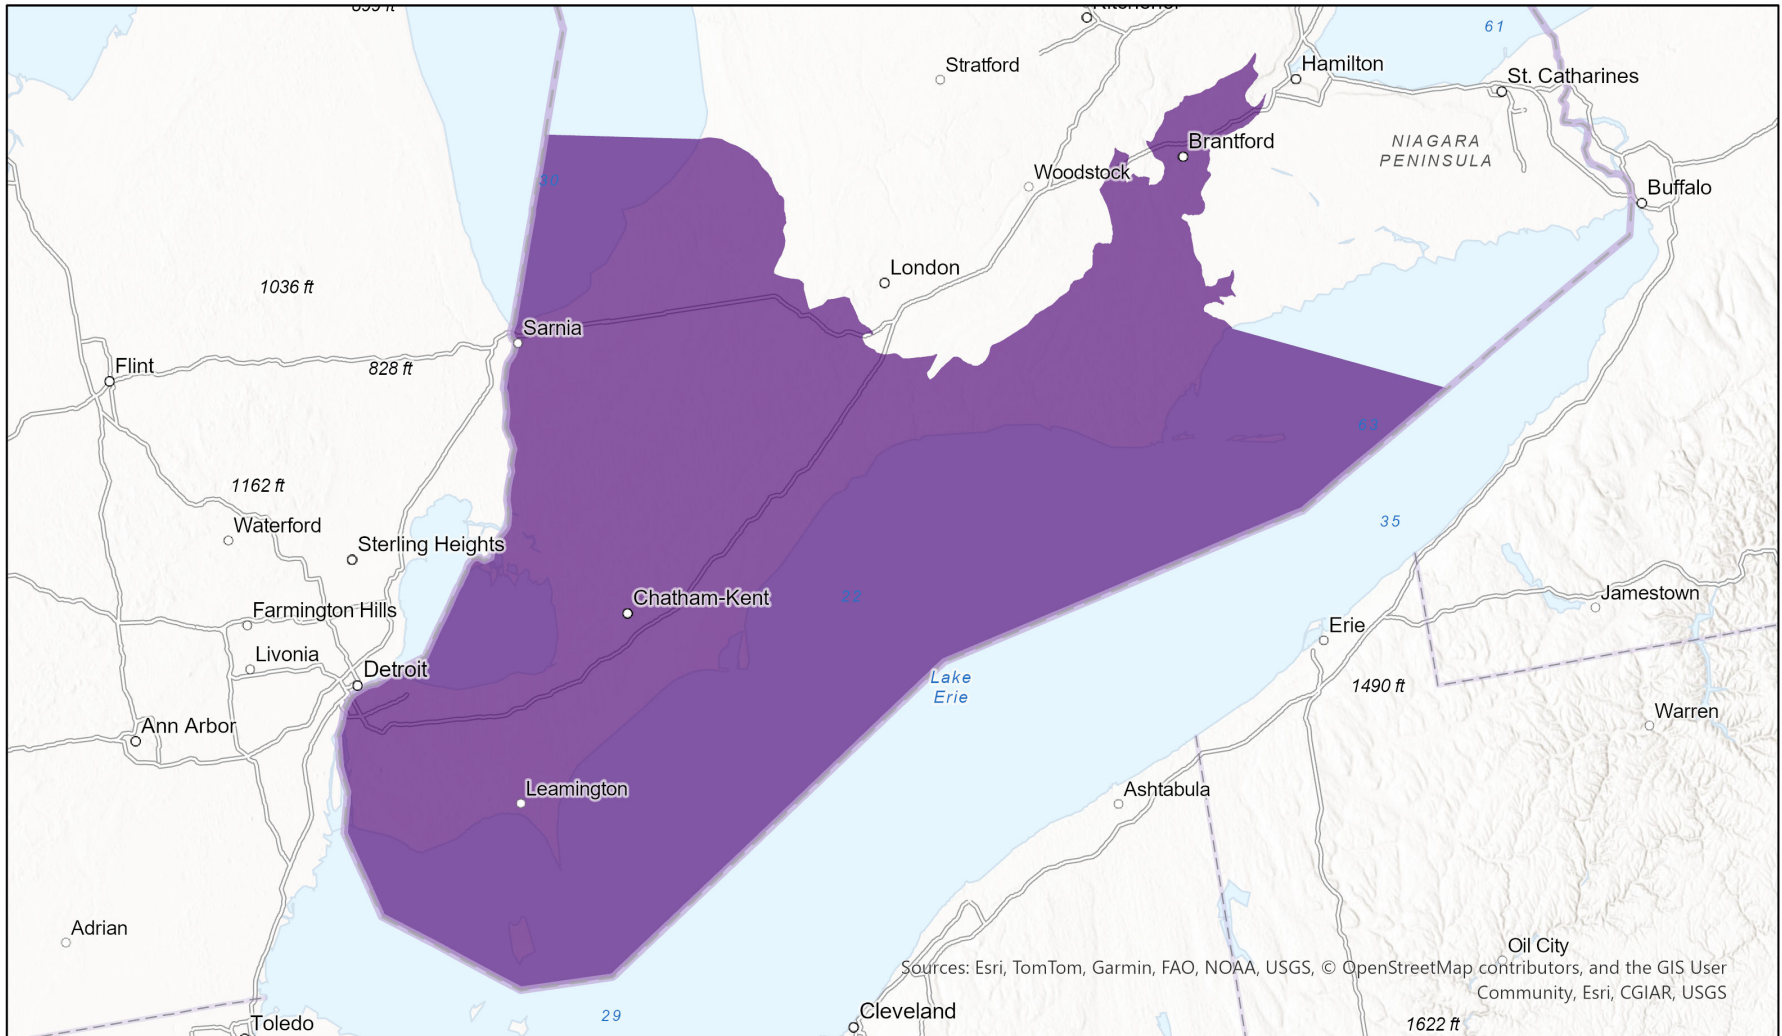 899 ft
Kitchener
61
Stratford
Hamilton
St. Catharines
NIAGARA
PENINSULA
Brantford
Woodstock
Buffalo
London
1036 ft
Sarnia
Flint
828 ft
63
1162 ft
Waterford
Sterling Heights
35
Chatham-Kent
22
Farmington Hills
Livonia
Detroit
Jamestown
Erie
Lake
Erie
1490 ft
Warren
Ann Arbor
Leamington
Ashtabula
Adrian
Oil City
Sources: Esri, TomTom, Garmin, FAO, NOAA, USGS, © OpenStreetMap contributors, and the GIS User
Community, Esri, CGIAR, USGS
Toledo
29
Cleveland
1622 ft